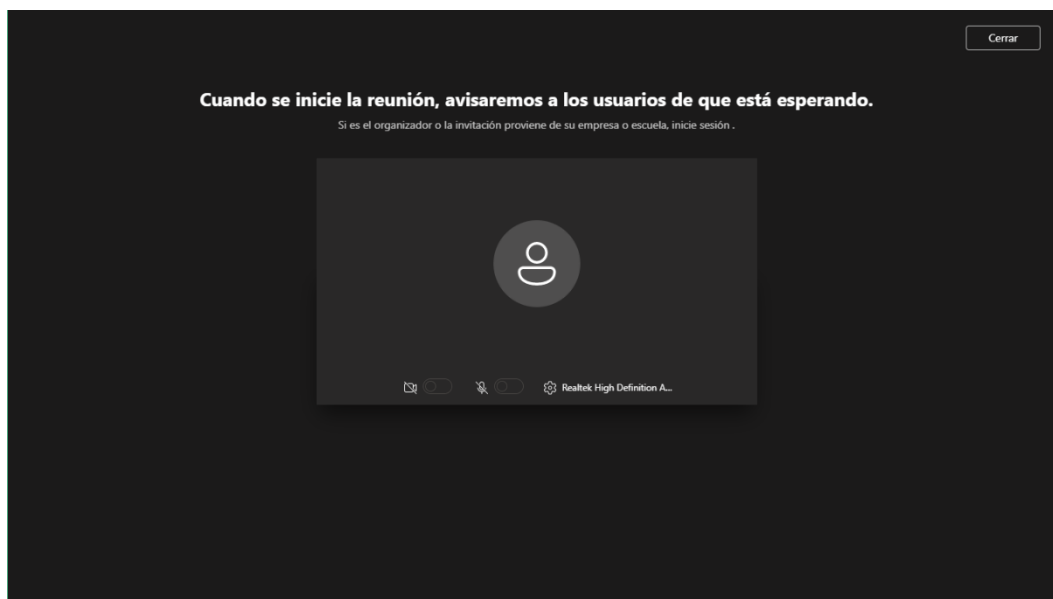 Cerrar
Cuando se inicie la reunión, avisaremos a los usuarios de que está esperando.
Si es el organizador o la invitación proviene de su empresa o escuela, inicie sesión .
Realtek High Definition A...